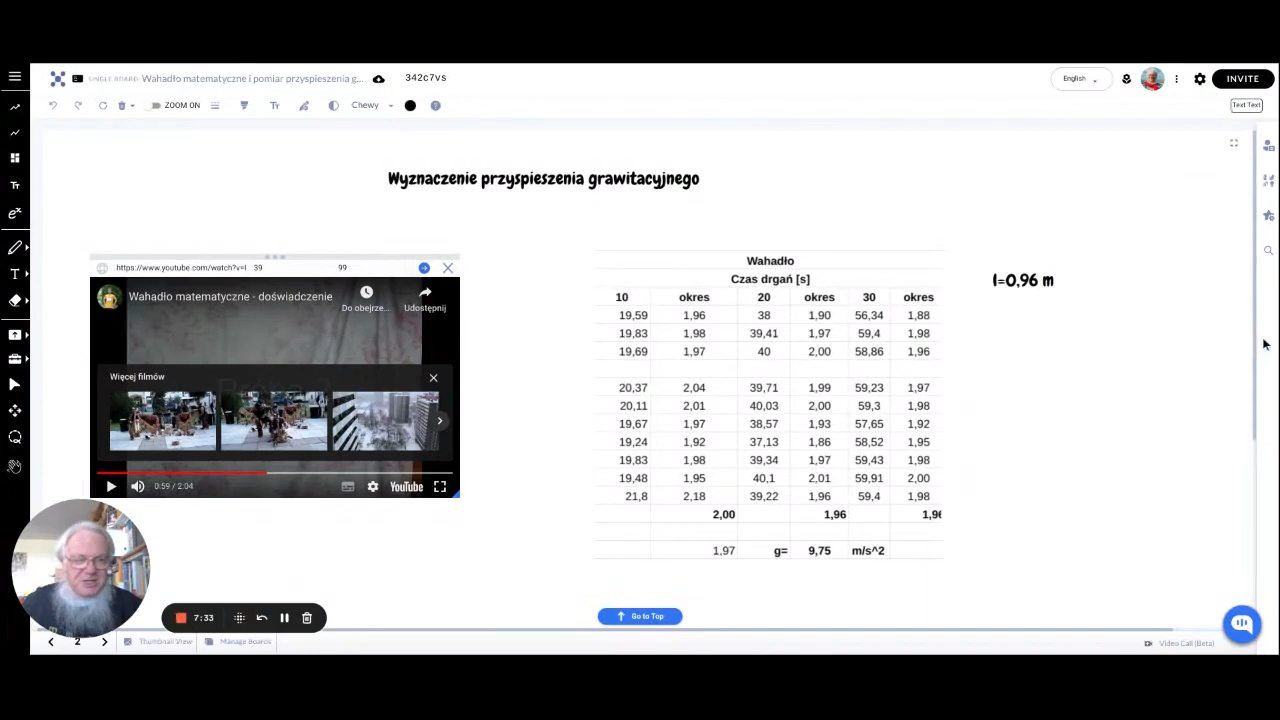 SINGLE BOARD: Wahadło matematyczne i pomiar przyspieszenia g... 342c7vs English INVITE
ZOOM ON Tr Chewy Text Text
Wyznaczenie przyspieszenia grawitacyjnego
https://www.youtube.com/watch?v=l 39 99
Wahadło matematyczne - doświadczenie
Do obejrze... Udostępnij
Więcej filmów
0:59 / 2:04 YouTube
Wahadło
Czas drgań [s]
10 okres 20 okres 30 okres
19,59 1,96 38 1,90 56,34 1,88
19,83 1,98 39,41 1,97 59,4 1,98
19,69 1,97 40 2,00 58,86 1,96
20,37 2,04 39,71 1,99 59,23 1,97
20,11 2,01 40,03 2,00 59,3 1,98
19,67 1,97 38,57 1,93 57,65 1,92
19,24 1,92 37,13 1,86 58,52 1,95
19,83 1,98 39,34 1,97 59,43 1,98
19,48 1,95 40,1 2,01 59,91 2,00
21,8 2,18 39,22 1,96 59,4 1,98
2,00 1,96 1,96
1,97 g= 9,75 m/s^2
l=0,96 m
7:33
Go to Top
2 Thumbnail View Manage Boards Video Call (Beta)